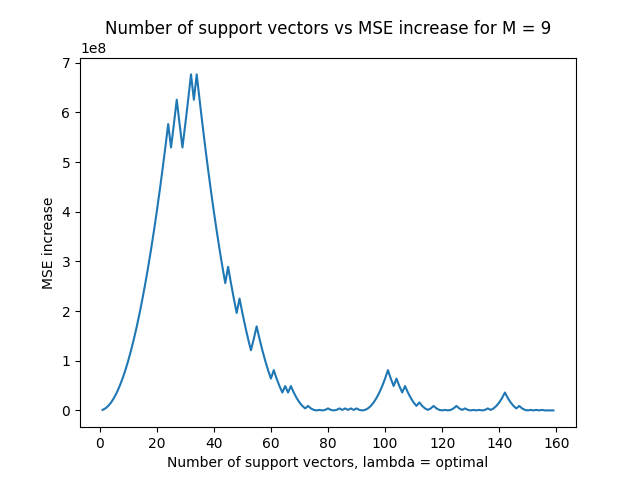 Number of support vectors vs MSE increase for M = 9
1e8
7
6
5
4
3
2
1
0
MSE increase
0 20 40 60 80 100 120 140 160
Number of support vectors, lambda = optimal